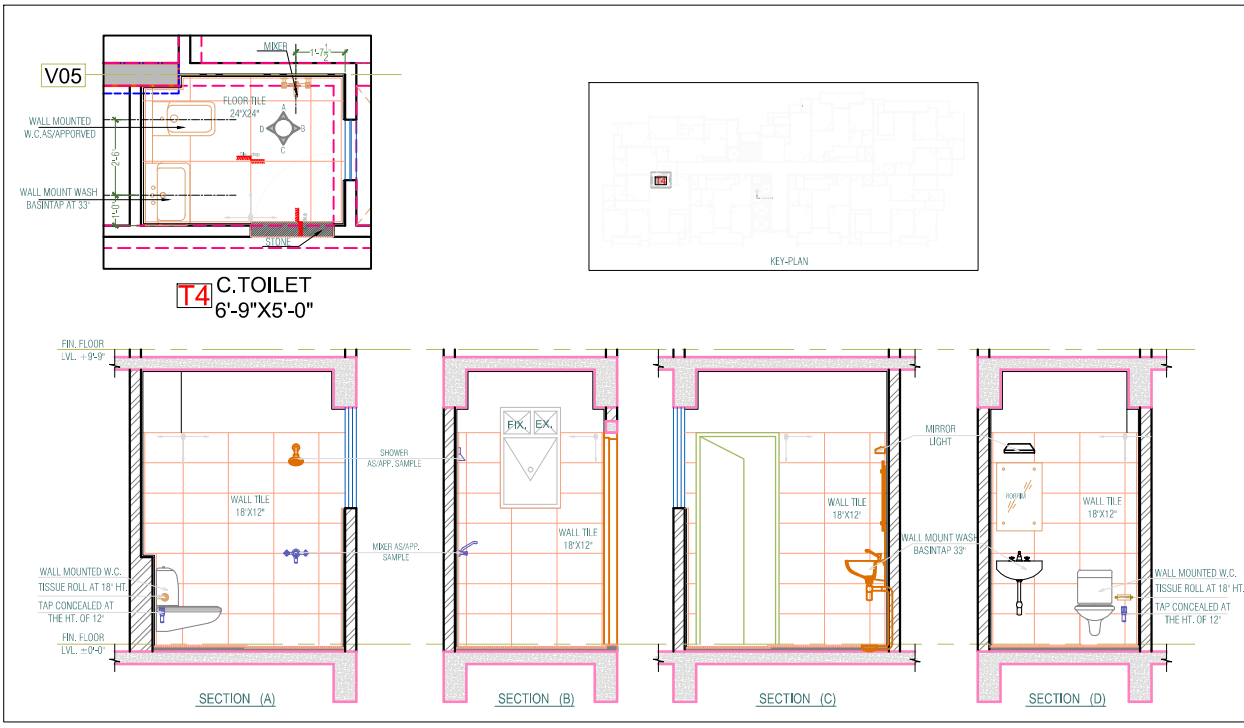 MIXER
1'-7½"
V05
FLOOR TILE
24"X24"
A
D
B
C
WALL MOUNTED
W.C.AS/APPORVED
2'-6"
WALL MOUNT WASH
BASINTAP AT 33"
1'-0"
STONE
T4
C.TOILET
6'-9"X5'-0"
T4
KEY-PLAN
FIN. FLOOR
LVL. +9'-9"
FIX.
EX.
SHOWER
AS/APP. SAMPLE
MIRROR
LIGHT
WALL TILE
18"X12"
WALL TILE
18"X12"
WALL TILE
18"X12"
WALL TILE
18"X12"
MIXER AS/APP.
SAMPLE
WALL MOUNT WASH
BASINTAP 33"
WALL MOUNTED W.C.
TISSUE ROLL AT 18" HT.
TAP CONCEALED AT
THE HT. OF 12"
WALL MOUNTED W.C.
TISSUE ROLL AT 18" HT.
TAP CONCEALED AT
THE HT. OF 12"
FIN. FLOOR
LVL. ±0'-0"
SECTION (A)
SECTION (B)
SECTION (C)
SECTION (D)